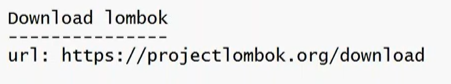 Download lombok
---------------
url: https://projectlombok.org/download